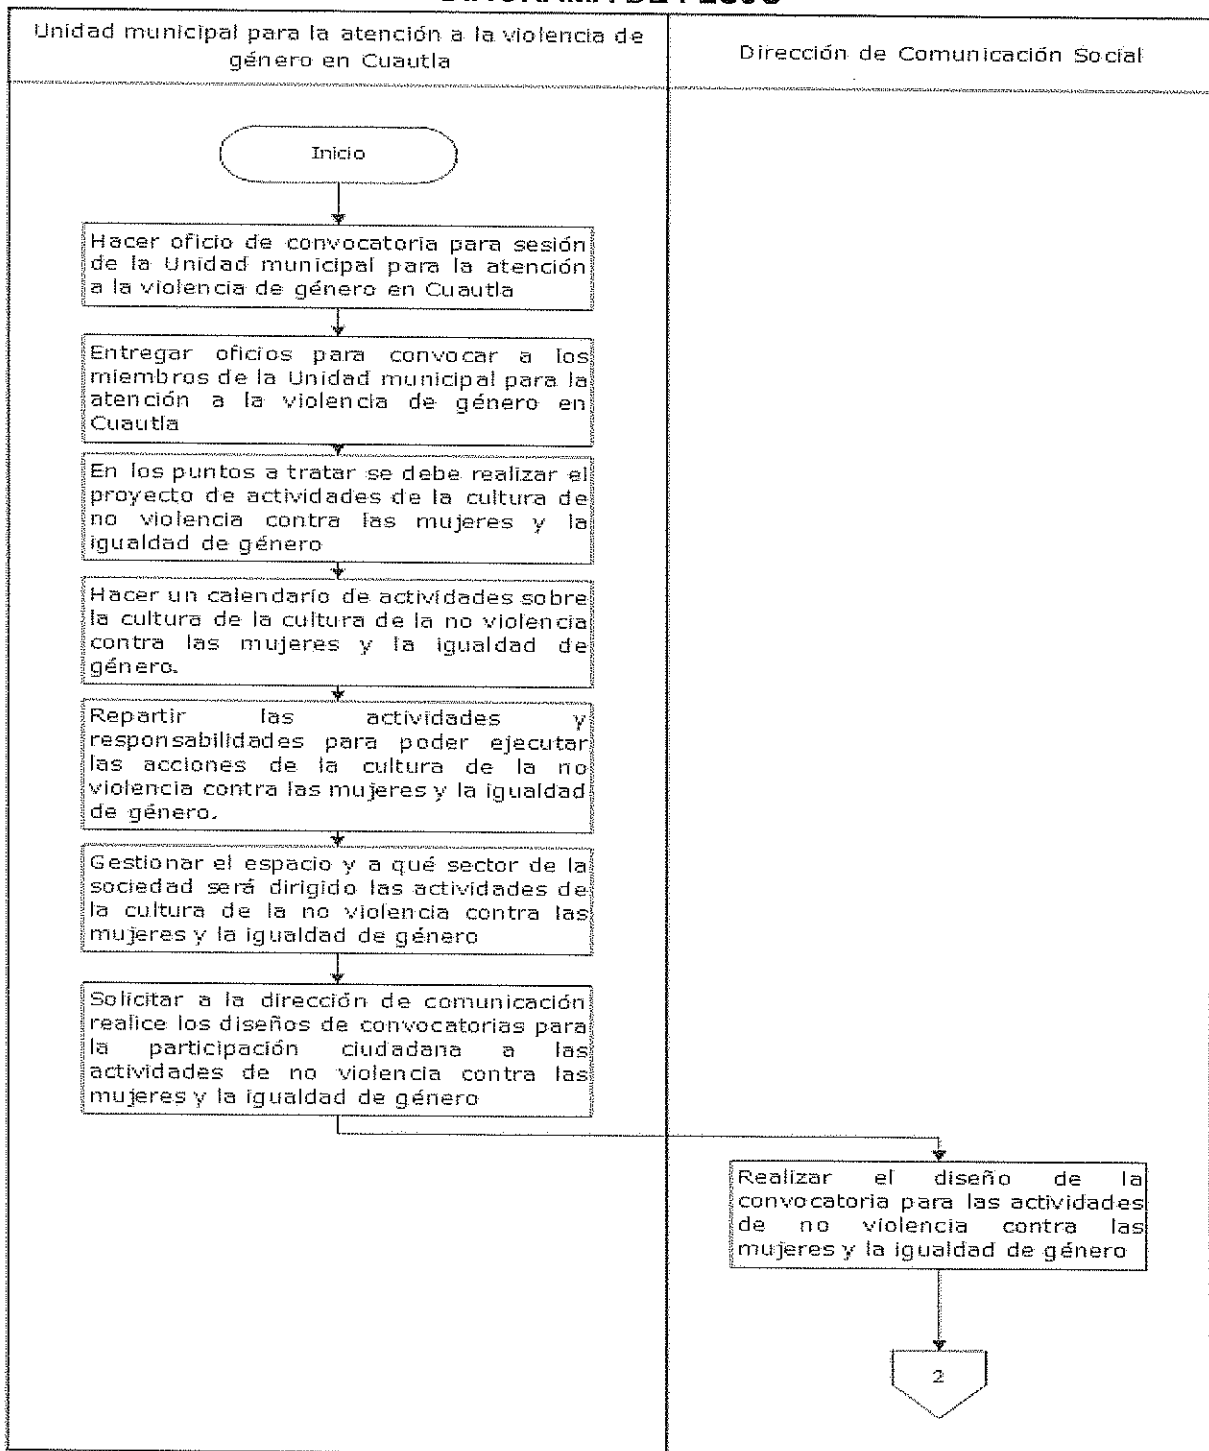 Unidad municipal para la atención a la violencia de
género en Cuautla
Dirección de Comunicación Social
Inicio
Hacer oficio de convocatoria para sesión
de la Unidad municipal para la atención
a la violencia de género en Cuautla
Entregar oficios para convocar a los
miembros de la Unidad municipal para la
atención a la violencia de género en
Cuautla
En los puntos a tratar se debe realizar el
proyecto de actividades de la cultura de
no violencia contra las mujeres y la
igualdad de género
Hacer un calendario de actividades sobre
la cultura de la cultura de la no violencia
contra las mujeres y la igualdad de
género.
Repartir las actividades y
responsabilidades para poder ejecutar
las acciones de la cultura de la no
violencia contra las mujeres y la igualdad
de género.
Gestionar el espacio y a qué sector de la
sociedad será dirigido las actividades de
la cultura de la no violencia contra las
mujeres y la igualdad de género
Solicitar a la dirección de comunicación
realice los diseños de convocatorias para
la participación ciudadana a las
actividades de no violencia contra las
mujeres y la igualdad de género
Realizar el diseño de la
convocatoria para las actividades
de no violencia contra las
mujeres y la igualdad de género
2